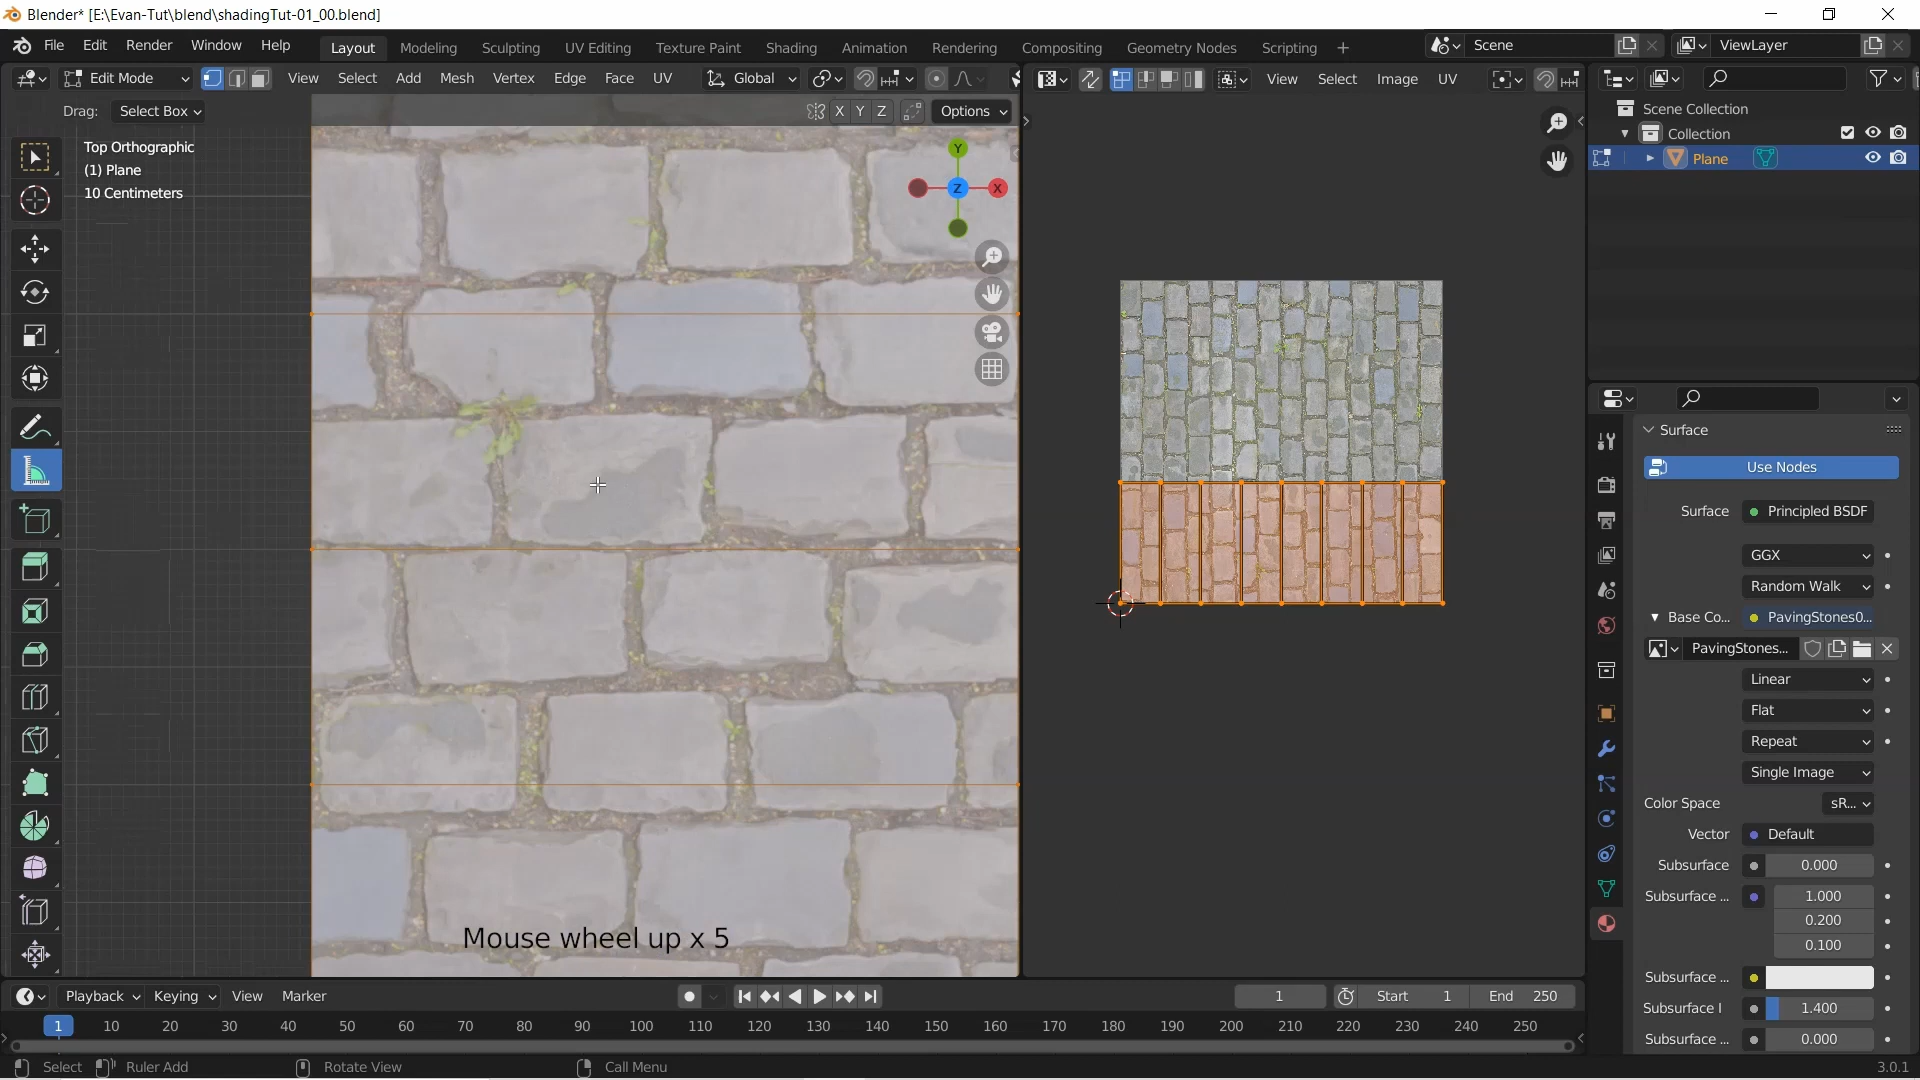 Blender* [E:\Evan-Tut\blend\shadingTut-01_00.blend]
File Edit Render Window Help
Layout Modeling Sculpting UV Editing Texture Paint Shading Animation Rendering Compositing Geometry Nodes Scripting +
Scene
ViewLayer
Edit Mode
View Select Add Mesh Vertex Edge Face UV
Global
View Select Image UV
Drag: Select Box
X Y Z
Options
Top Orthographic
(1) Plane
10 Centimeters
Y
Z
X
Scene Collection
Collection
Plane
Surface
Use Nodes
Surface Principled BSDF
GGX
Random Walk
Base Co... PavingStones0...
PavingStones...
Linear
Flat
Repeat
Single Image
Color Space sR...
Vector Default
Subsurface 0.000
Subsurface ... 1.000
0.200
0.100
Subsurface ...
Subsurface I 1.400
Subsurface ... 0.000
Mouse wheel up x 5
Playback Keying View Marker
1
Start 1
End 250
1 10 20 30 40 50 60 70 80 90 100 110 120 130 140 150 160 170 180 190 200 210 220 230 240 250
Select Ruler Add Rotate View Call Menu
3.0.1